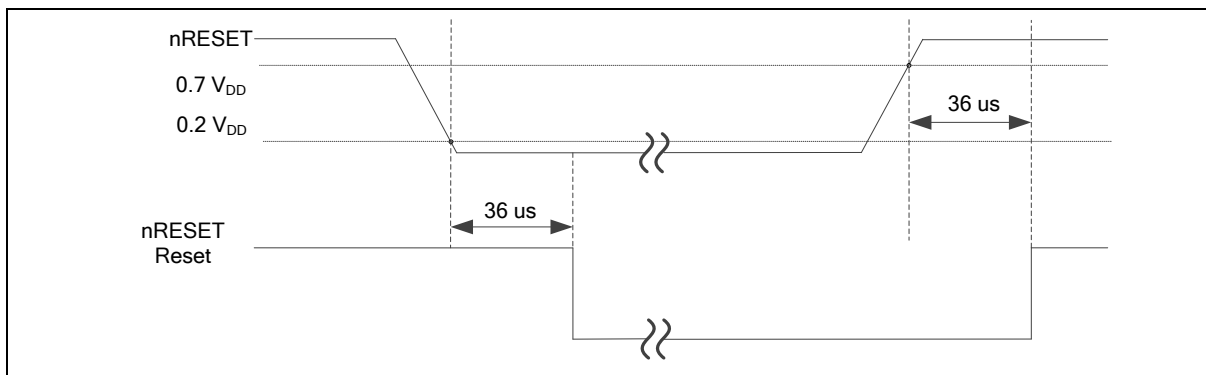 nRESET
0.7 VDD
36 us
0.2 VDD
36 us
nRESET
Reset